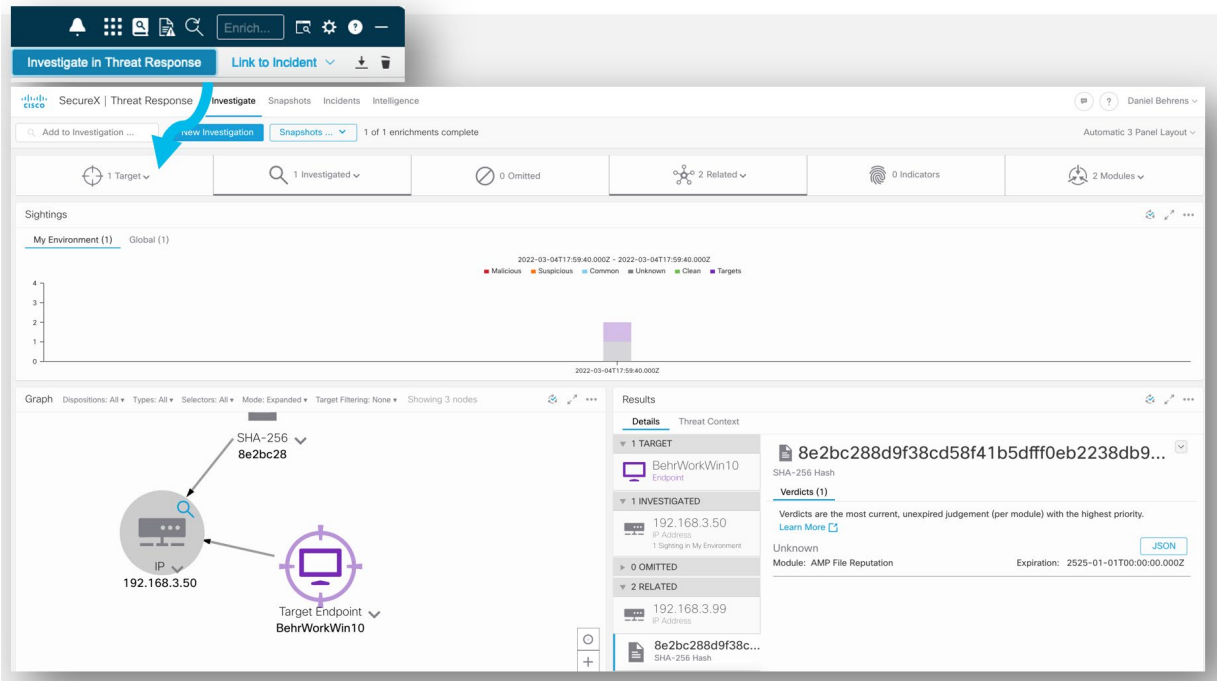 Enrich...
Investigate in Threat Response Link to Incident
CISCO SecureX | Threat Response Investigate Snapshots Incidents Intelligence ? Daniel Behrens
Add to Investigation ... New Investigation Snapshots ... 1 of 1 enrichments complete Automatic 3 Panel Layout
1 Target 1 Investigated 0 Omitted 2 Related 0 Indicators 2 Modules
Sightings
My Environment (1) Global (1)
2022-03-04T17:59:40.000Z - 2022-03-04T17:59:40.000Z
Malicious Suspicious Common Unknown Clean Targets
4
3
2
1
0
2022-03-04T17:59:40.000Z
Graph Dispositions: All Types: All Selectors: All Mode: Expanded Target Filtering: None Showing 3 nodes
SHA-256
8e2bc28
IP
192.168.3.50
Target Endpoint
BehrWorkWin10
Results
Details Threat Context
1 TARGET
BehrWorkWin10
Endpoint
1 INVESTIGATED
192.168.3.50
IP Address
1 Sighting in My Environment
0 OMITTED
2 RELATED
192.168.3.99
IP Address
8e2bc288d9f38c...
SHA-256 Hash
8e2bc288d9f38cd58f41b5dfff0eb2238db9...
SHA-256 Hash
Verdicts (1)
Verdicts are the most current, unexpired judgement (per module) with the highest priority.
Learn More
Unknown JSON
Module: AMP File Reputation Expiration: 2525-01-01T00:00:00.000Z